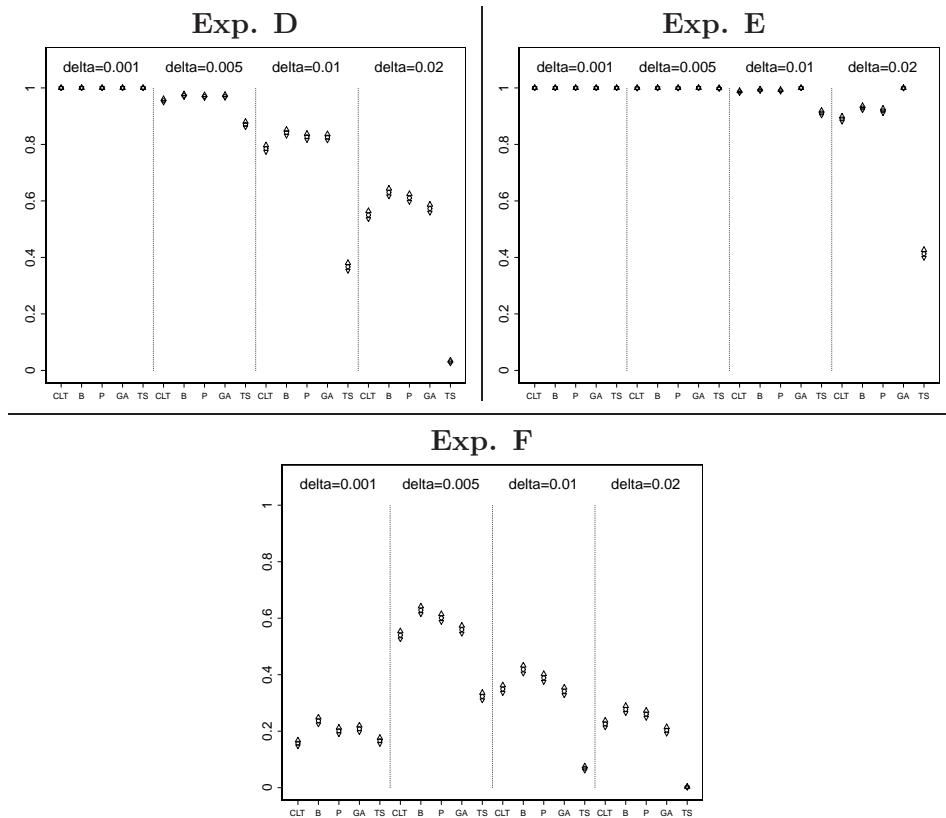 Exp. D
delta=0.001 delta=0.005 delta=0.01 delta=0.02
1
0.8
0.6
0.4
0.2
0
CLT B P GA TS CLT B P GA TS CLT B P GA TS CLT B P GA TS
Exp. E
delta=0.001 delta=0.005 delta=0.01 delta=0.02
1
0.8
0.6
0.4
0.2
0
CLT B P GA TS CLT B P GA TS CLT B P GA TS CLT B P GA TS
Exp. F
delta=0.001 delta=0.005 delta=0.01 delta=0.02
1
0.8
0.6
0.4
0.2
0
CLT B P GA TS CLT B P GA TS CLT B P GA TS CLT B P GA TS